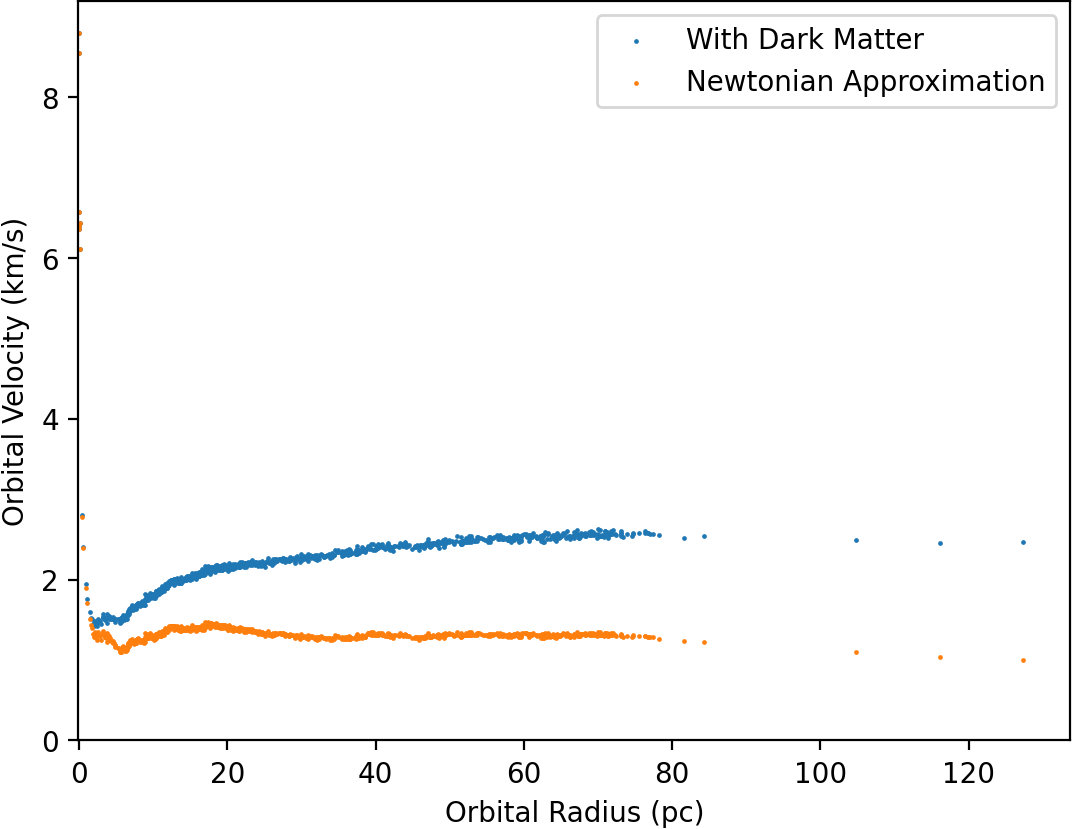 With Dark Matter
Newtonian Approximation
8
6
4
2
0
Orbital Velocity (km/s)
0 20 40 60 80 100 120
Orbital Radius (pc)